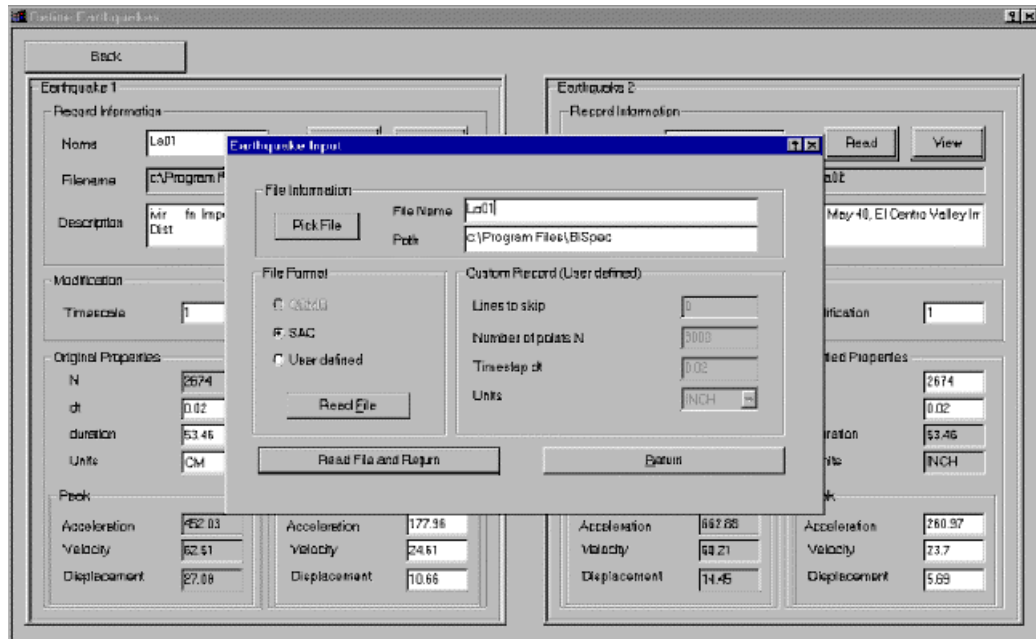 Define Earthquakes
Back
Earthquake 1
Record Information
Name La01
Filename c:\Program
Description fn
Dist
Modification
Timescale 1
Original Properties
N 2674
dt 0.02
duration 53.46
Units CM
Peak
Acceleration 452.03
Velocity 62.51
Displacement 27.08
Acceleration 177.96
Velocity 24.61
Displacement 10.66
Earthquake Input
File Information
Pick File
File Name La01
Path c:\Program Files\BiSpec
File Format
SAC
User defined
Read File
Custom Record (User defined)
Lines to skip 0
Number of points N
Timestep dt 0.02
Units INCH
Read File and Return
Return
Earthquake 2
Record Information
Read
View
May 40, El Centro Valley
1
2674
0.02
53.46
INCH
Acceleration 662.88
Velocity 60.21
Displacement 14.45
Acceleration 260.97
Velocity 23.7
Displacement 5.69